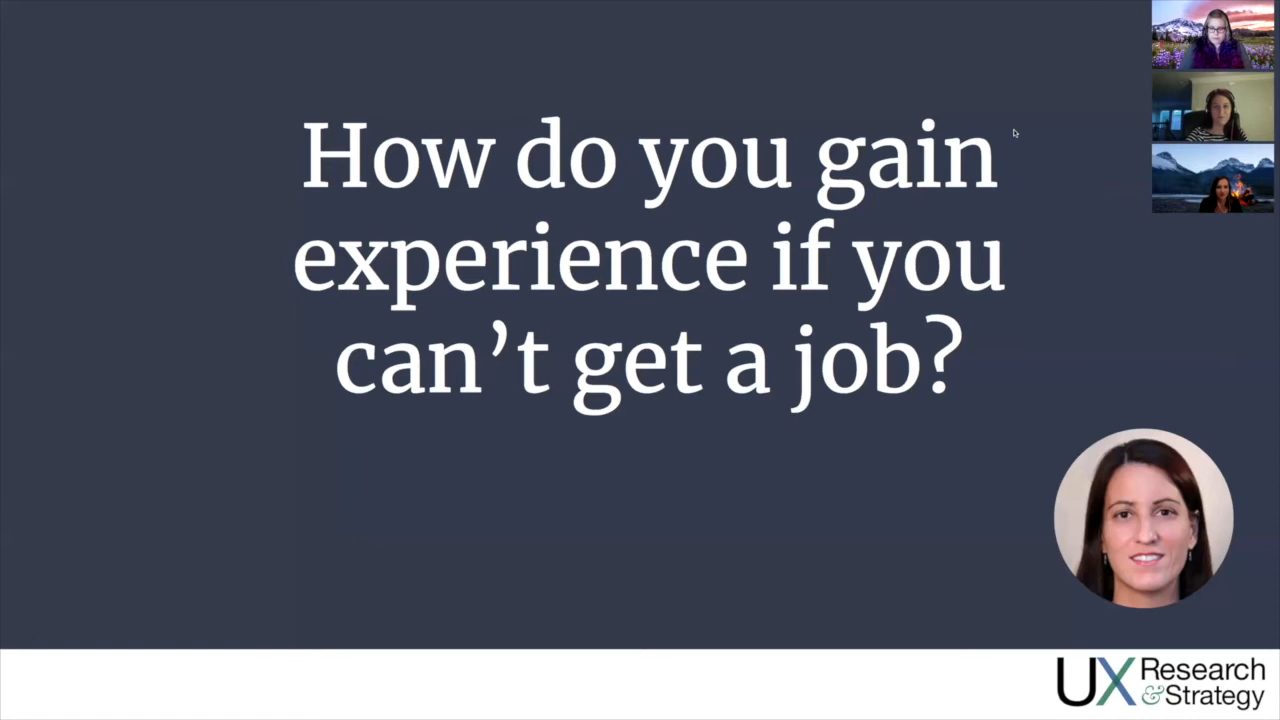 How do you gain
experience if you
can’t get a job?
UX Research
&Strategy